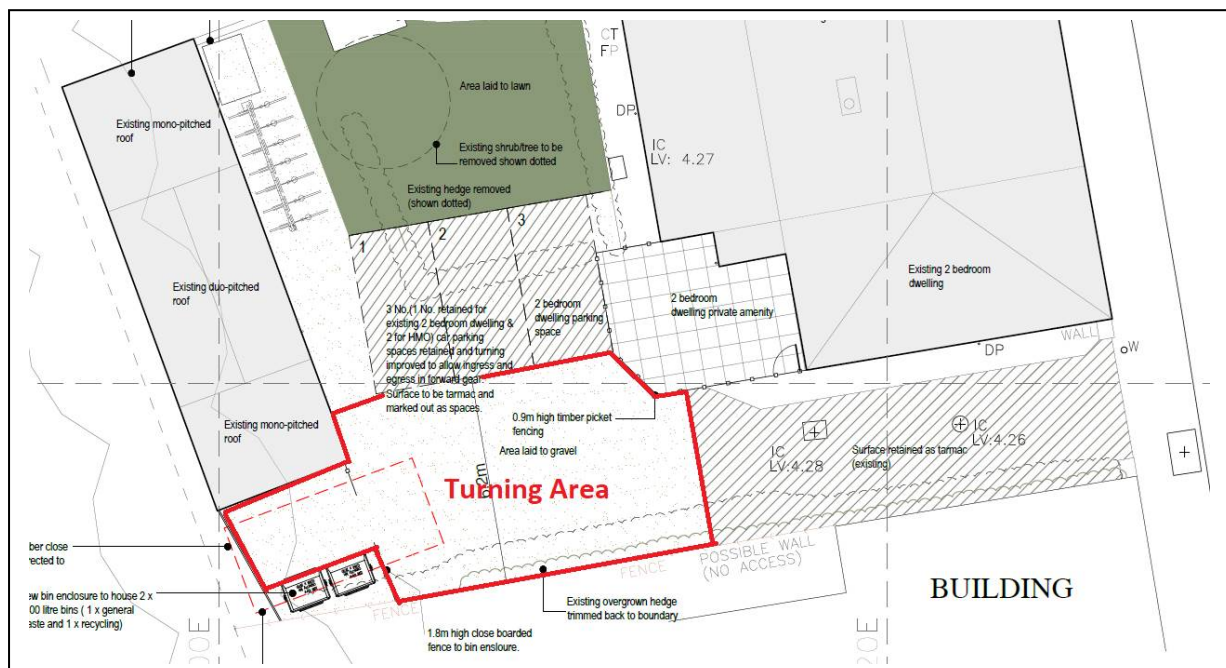 CT
FP
Area laid to lawn
DP
Existing mono-pitched
roof
IC
LV: 4.27
Existing shrub/tree to be
removed shown dotted
Existing hedge removed
(shown dotted)
1
2
3
Existing duo-pitched
roof
Existing 2 bedroom
dwelling
2 bedroom
dwelling parking
space
2 bedroom
dwelling private amenity
3 No.(1 No. retained for
existing 2 bedroom dwelling &
2 for HMO) car parking
spaces retained and turning
improved to allow ingress and
egress in forward gear.
Surface to be tarmac and
marked out as spaces.
DP
WALL
W
Existing mono-pitched
roof
0.9m high timber picket
fencing
Area laid to gravel
IC
LV:4.28
IC
LV:4.26
Surface retained as tarmac
(existing)
Turning Area
.2m
ber close
rected to
POSSIBLE WALL
(NO ACCESS)
FENCE
BUILDING
ew bin enclosure to house 2 x
00 litre bins ( 1 x general
aste and 1 x recycling)
FENCE
Existing overgrown hedge
trimmed back to boundary
1.8m high close boarded
fence to bin ensloure.
00E
20E